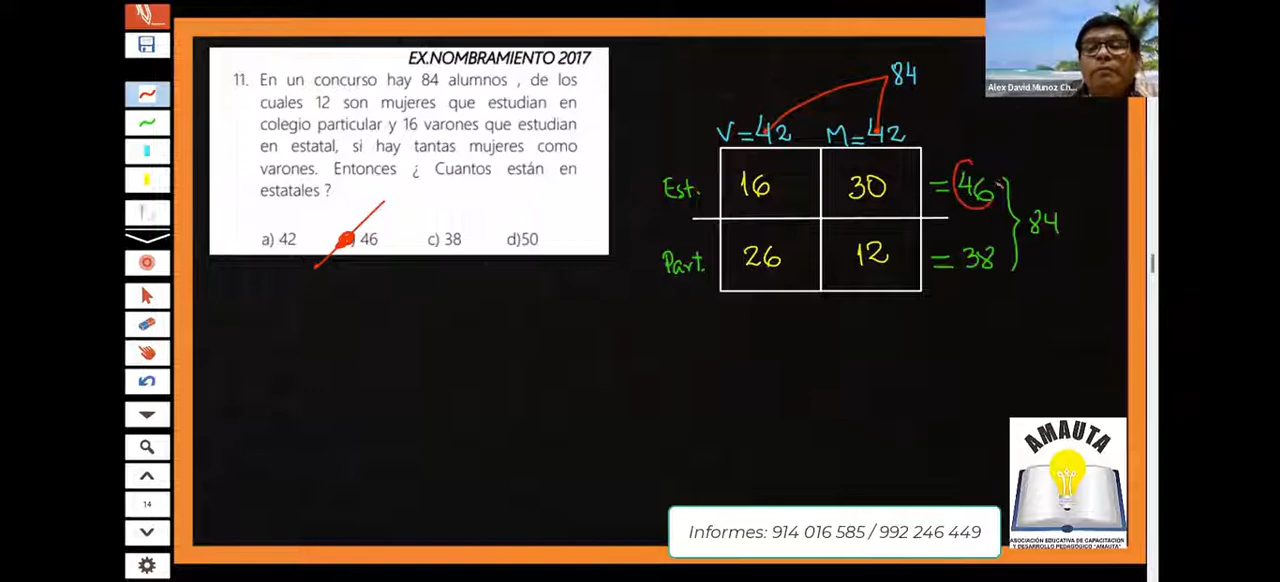 EX.NOMBRAMIENTO 2017
11. En un concurso hay 84 alumnos , de los
cuales 12 son mujeres que estudian en
colegio particular y 16 varones que estudian
en estatal, si hay tantas mujeres como
varones. Entonces ¿ Cuantos están en
estatales ?
a) 42 46 c) 38 d)50
84
V = 42 M = 42
Est. 16 30 = 46
84
Part. 26 12 = 38
Alex David Munoz Ch...
14
AMAUTA
ASOCIACIÓN EDUCATIVA DE CAPACITACIÓN
Y DESARROLLO PEDAGÓGICO "AMAUTA"
Informes: 914 016 585 / 992 246 449